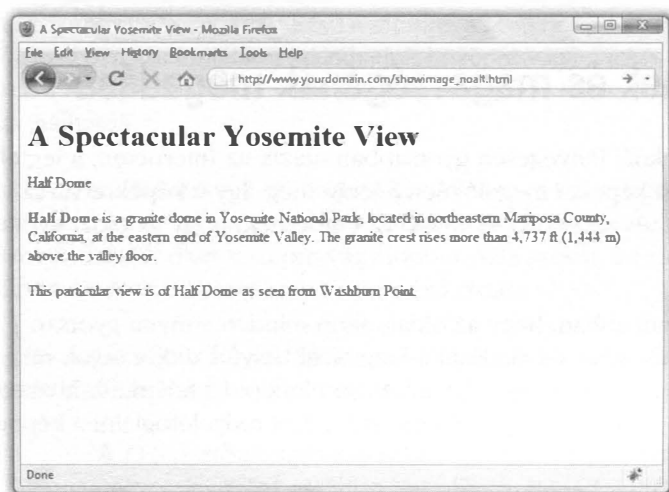 A Spectacular Yosemite View - Mozilla Firefox
File Edit View History Bookmarks Tools Help
http://www.yourdomain.com/showimage_noalt.html
A Spectacular Yosemite View
Half Dome
Half Dome is a granite dome in Yosemite National Park, located in northeastern Mariposa County,
California, at the eastern end of Yosemite Valley. The granite crest rises more than 4,737 ft (1,444 m)
above the valley floor.
This particular view is of Half Dome as seen from Washburn Point.
Done